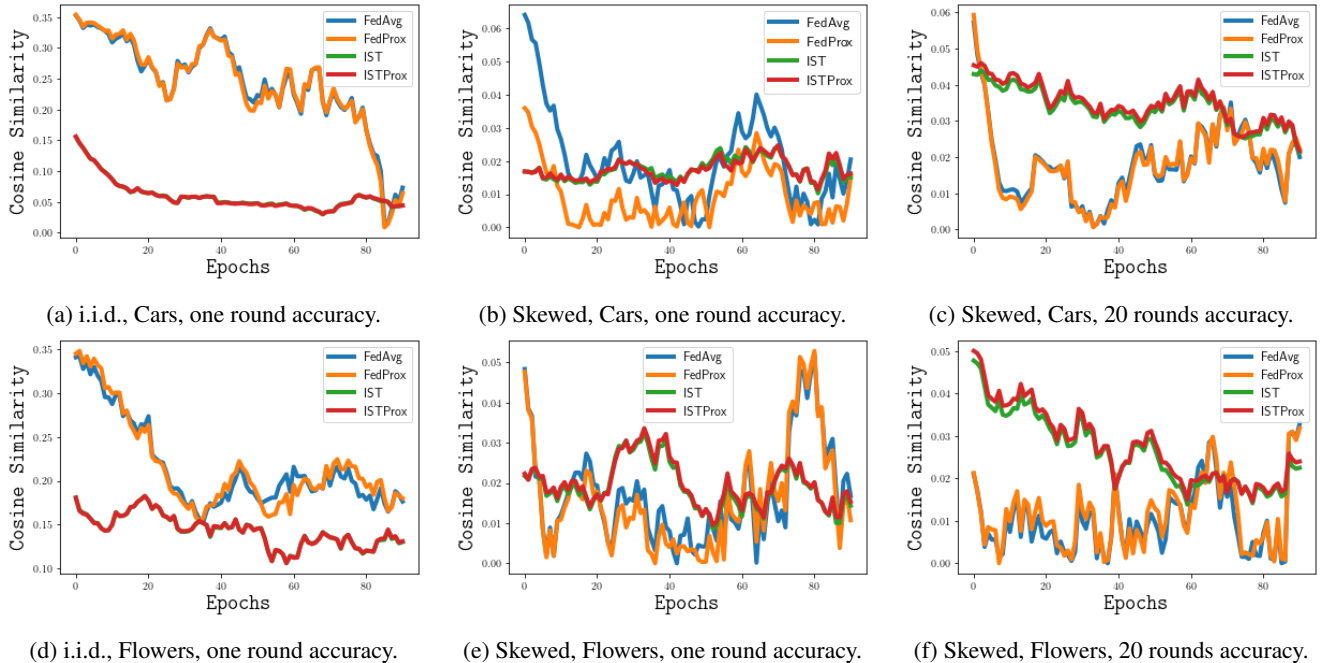 0.35
0.30
0.25
0.20
0.15
0.10
0.05
0.00
Cosine Similarity
FedAvg
FedProx
IST
ISTProx
0 20 40 60 80
Epochs
(a) i.i.d., Cars, one round accuracy.
0.06
0.05
0.04
0.03
0.02
0.01
0.00
Cosine Similarity
FedAvg
FedProx
IST
ISTProx
0 20 40 60 80
Epochs
(b) Skewed, Cars, one round accuracy.
0.06
0.05
0.04
0.03
0.02
0.01
0.00
Cosine Similarity
FedAvg
FedProx
IST
ISTProx
0 20 40 60 80
Epochs
(c) Skewed, Cars, 20 rounds accuracy.
0.35
0.30
0.25
0.20
0.15
0.10
Cosine Similarity
FedAvg
FedProx
IST
ISTProx
0 20 40 60 80
Epochs
(d) i.i.d., Flowers, one round accuracy.
0.05
0.04
0.03
0.02
0.01
0.00
Cosine Similarity
FedAvg
FedProx
IST
ISTProx
0 20 40 60 80
Epochs
(e) Skewed, Flowers, one round accuracy.
0.05
0.04
0.03
0.02
0.01
0.00
Cosine Similarity
FedAvg
FedProx
IST
ISTProx
0 20 40 60 80
Epochs
(f) Skewed, Flowers, 20 rounds accuracy.